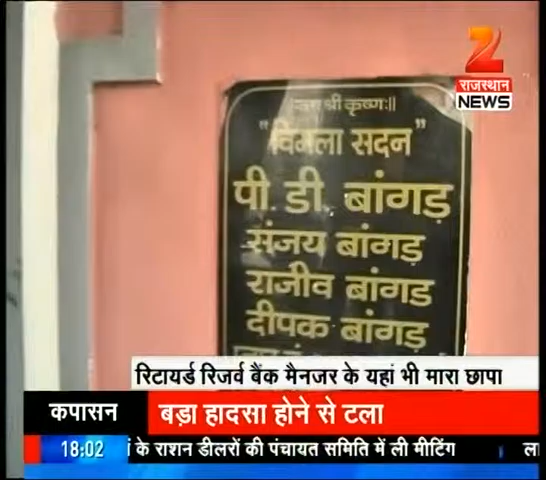 राजस्थान
NEWS
॥जय श्री कृष्णः॥
"विमला सदन"
पी. डी. बांगड़
संजय बांगड़
राजीव बांगड़
दीपक बांगड़
रिटायर्ड रिजर्व बैंक मैनजर के यहां भी मारा छापा
कपासन
बड़ा हादसा होने से टला
18:02
के राशन डीलरों की पंचायत समिति में ली मीटिंग